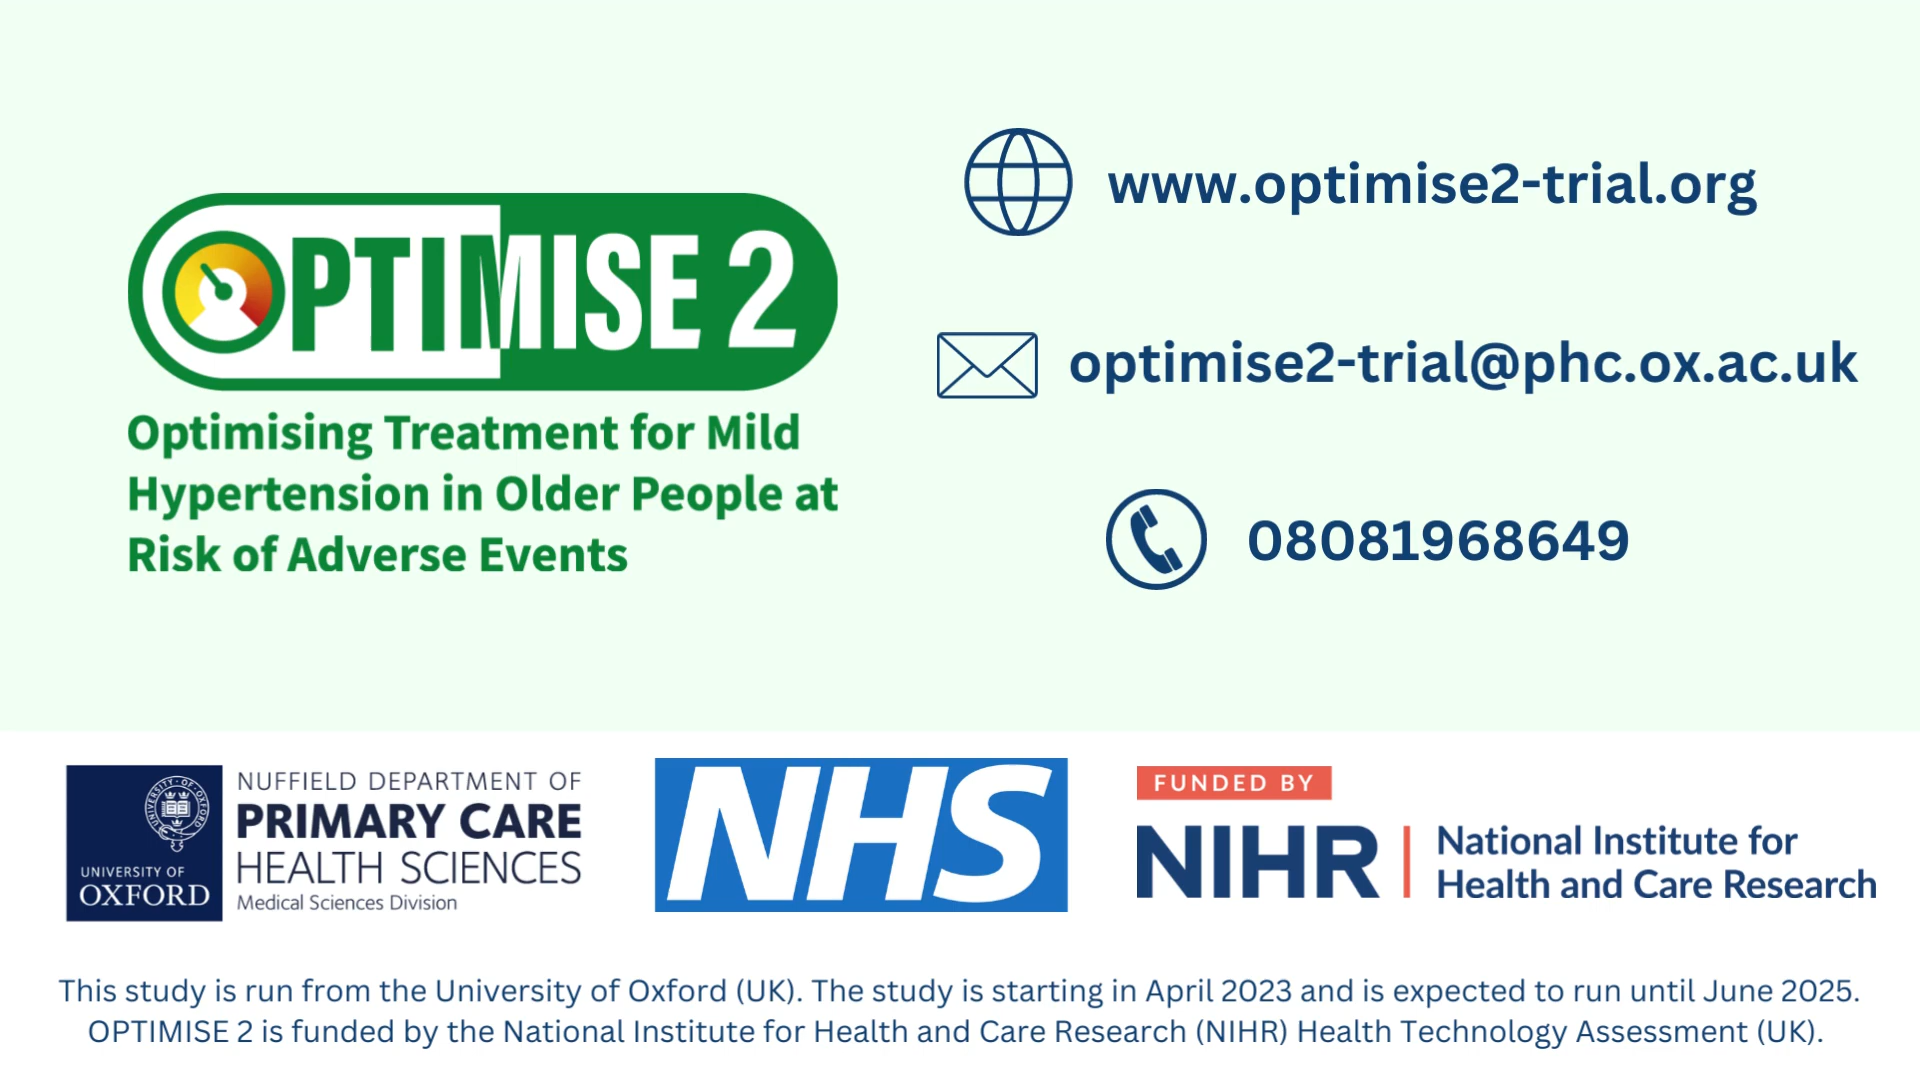 OPTIMISE 2
Optimising Treatment for Mild
Hypertension in Older People at
Risk of Adverse Events
www.optimise2-trial.org
optimise2-trial@phc.ox.ac.uk
08081968649
UNIVERSITY OF OXFORD
UNIVERSITY OF
OXFORD
NUFFIELD DEPARTMENT OF
PRIMARY CARE
HEALTH SCIENCES
Medical Sciences Division
NHS
FUNDED BY
NIHR
National Institute for
Health and Care Research
This study is run from the University of Oxford (UK). The study is starting in April 2023 and is expected to run until June 2025.
OPTIMISE 2 is funded by the National Institute for Health and Care Research (NIHR) Health Technology Assessment (UK).